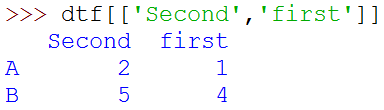 >>> dtf[['Second','first']]
   Second  first
A       2      1
B       5      4